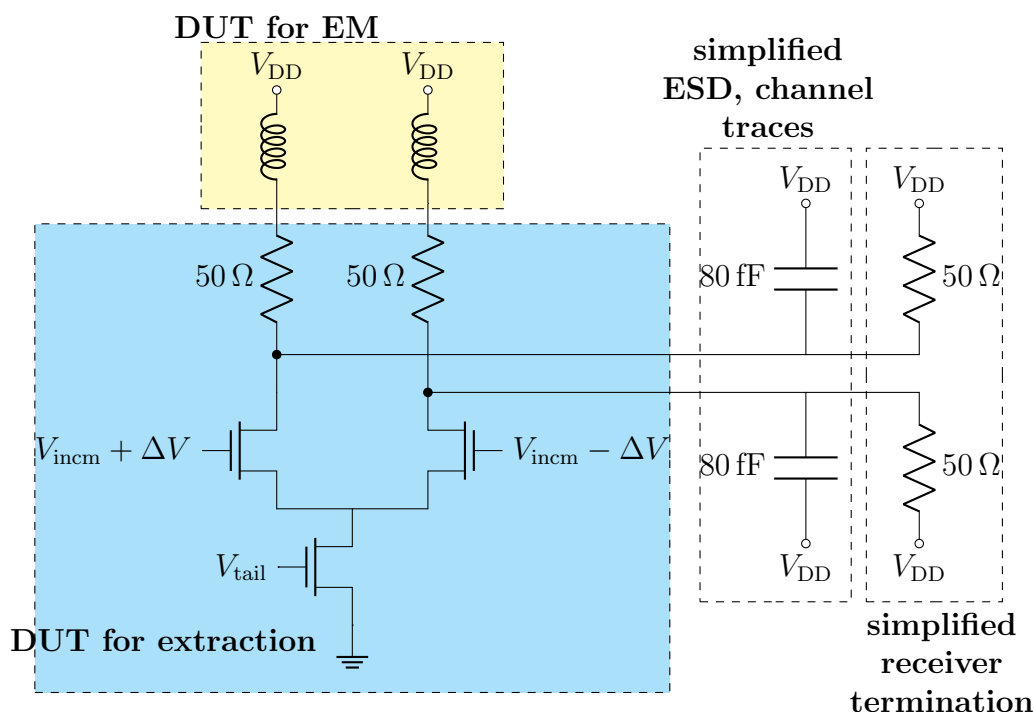 DUT for EM
V_DD
V_DD
simplified
ESD, channel
traces
V_DD
V_DD
50 Ω
50 Ω
80 fF
50 Ω
V_incm + ΔV
V_incm − ΔV
80 fF
50 Ω
V_tail
V_DD
V_DD
DUT for extraction
simplified
receiver
termination